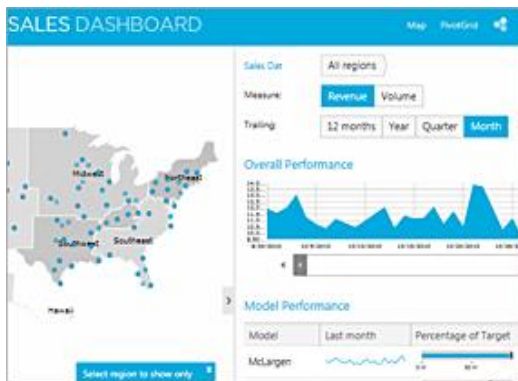 SALES DASHBOARD
Map PivotGrid
Sales Dat All regions
Measure: Revenue Volume
Trailing: 12 months Year Quarter Month
Overall Performance
Midwest
Northeast
Southwest
Southeast
Hawaii
Model Performance
Model Last month Percentage of Target
McLargen
Select region to show only